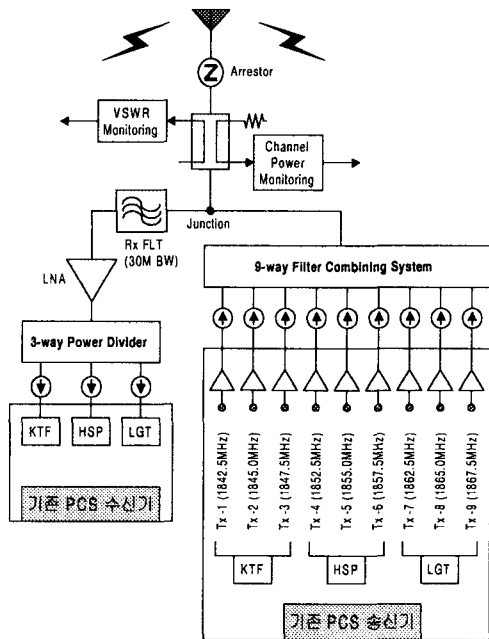 Z
Arrestor
VSWR
Monitoring
Channel
Power
Monitoring
Junction
Rx FLT
(30M BW)
LNA
9-way Filter Combining System
3-way Power Divider
KTF
HSP
LGT
기존 PCS 수신기
Tx -1 (1842.5MHz)
Tx -2 (1845.0MHz)
Tx -3 (1847.5MHz)
Tx -4 (1852.5MHz)
Tx -5 (1855.0MHz)
Tx -6 (1857.5MHz)
Tx -7 (1862.5MHz)
Tx -8 (1865.0MHz)
Tx -9 (1867.5MHz)
KTF
HSP
LGT
기존 PCS 송신기